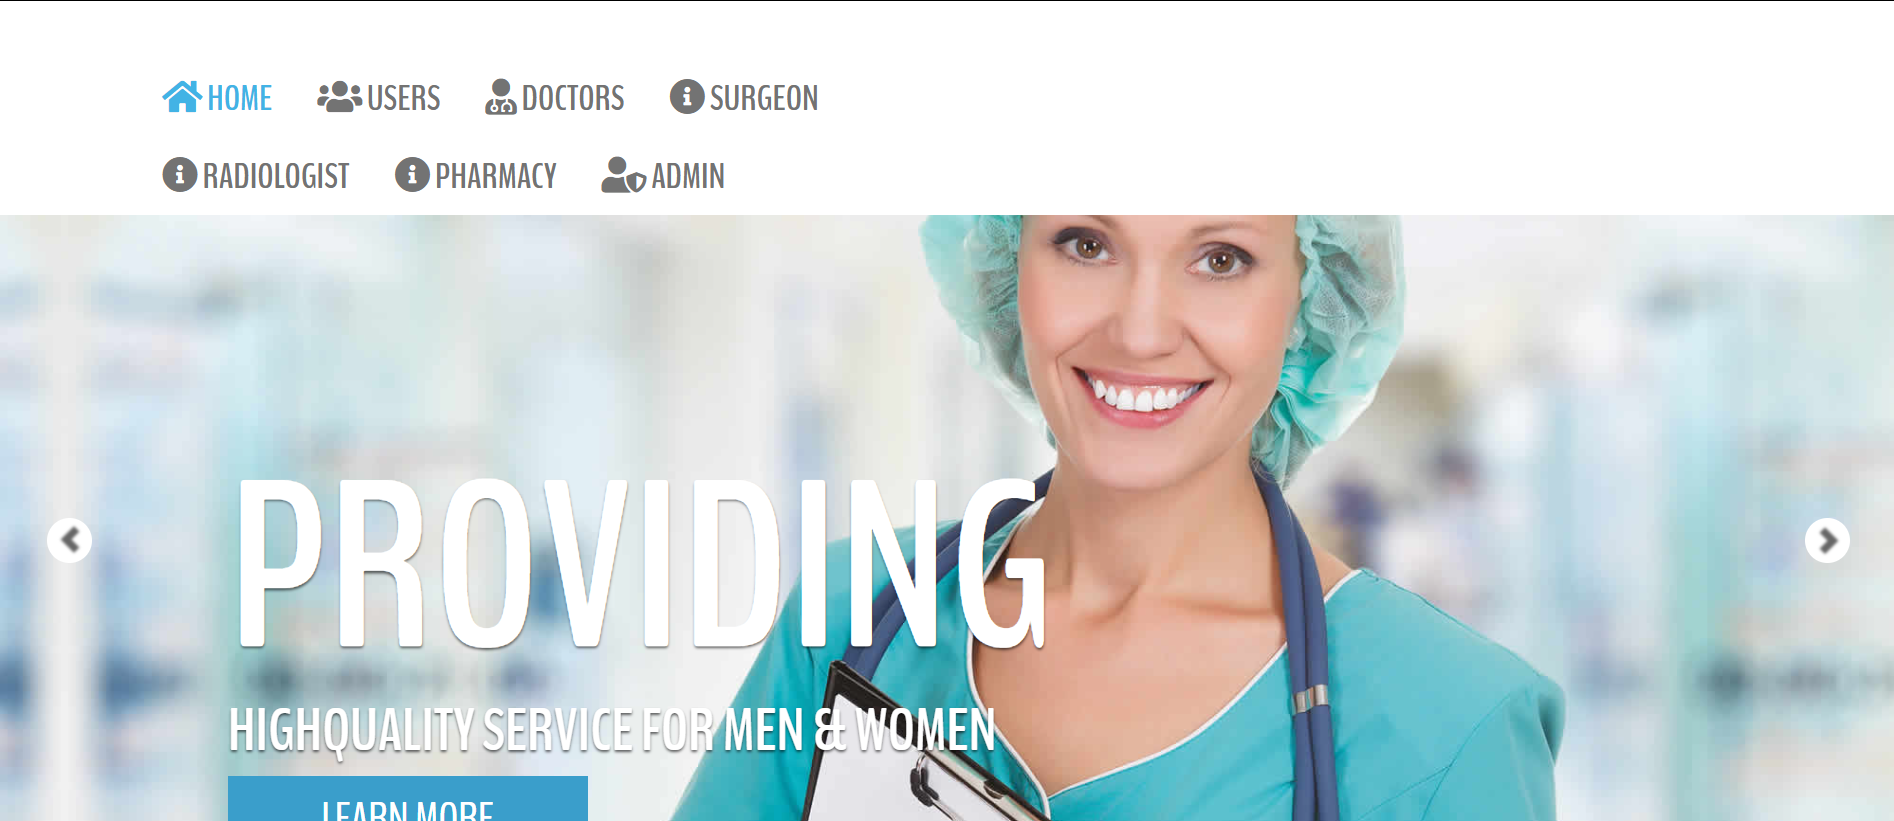 HOME USERS DOCTORS SURGEON
RADIOLOGIST PHARMACY ADMIN
PROVIDING
HIGHQUALITY SERVICE FOR MEN & WOMEN
LEARN MORE